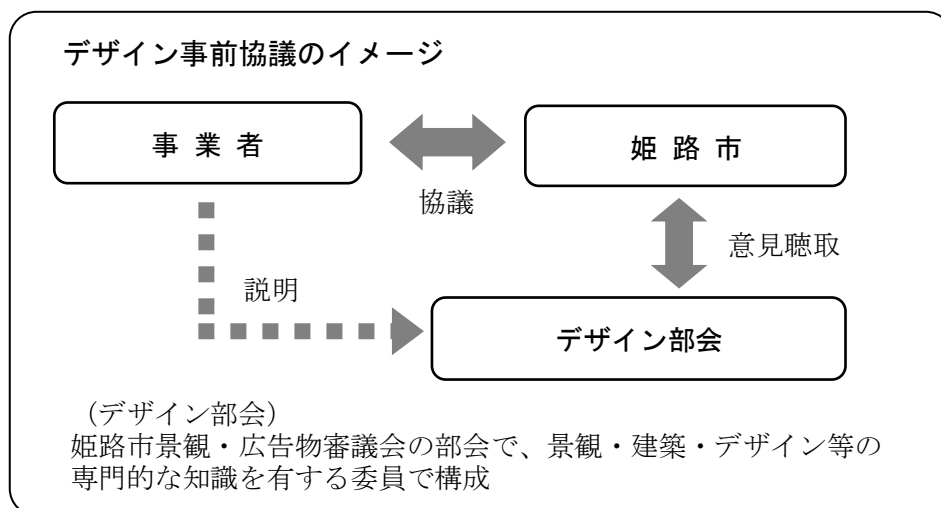 デザイン事前協議のイメージ
事業者
姫路市
協議
意見聴取
説明
デザイン部会
（デザイン部会）
姫路市景観・広告物審議会の部会で、景観・建築・デザイン等の
専門的な知識を有する委員で構成